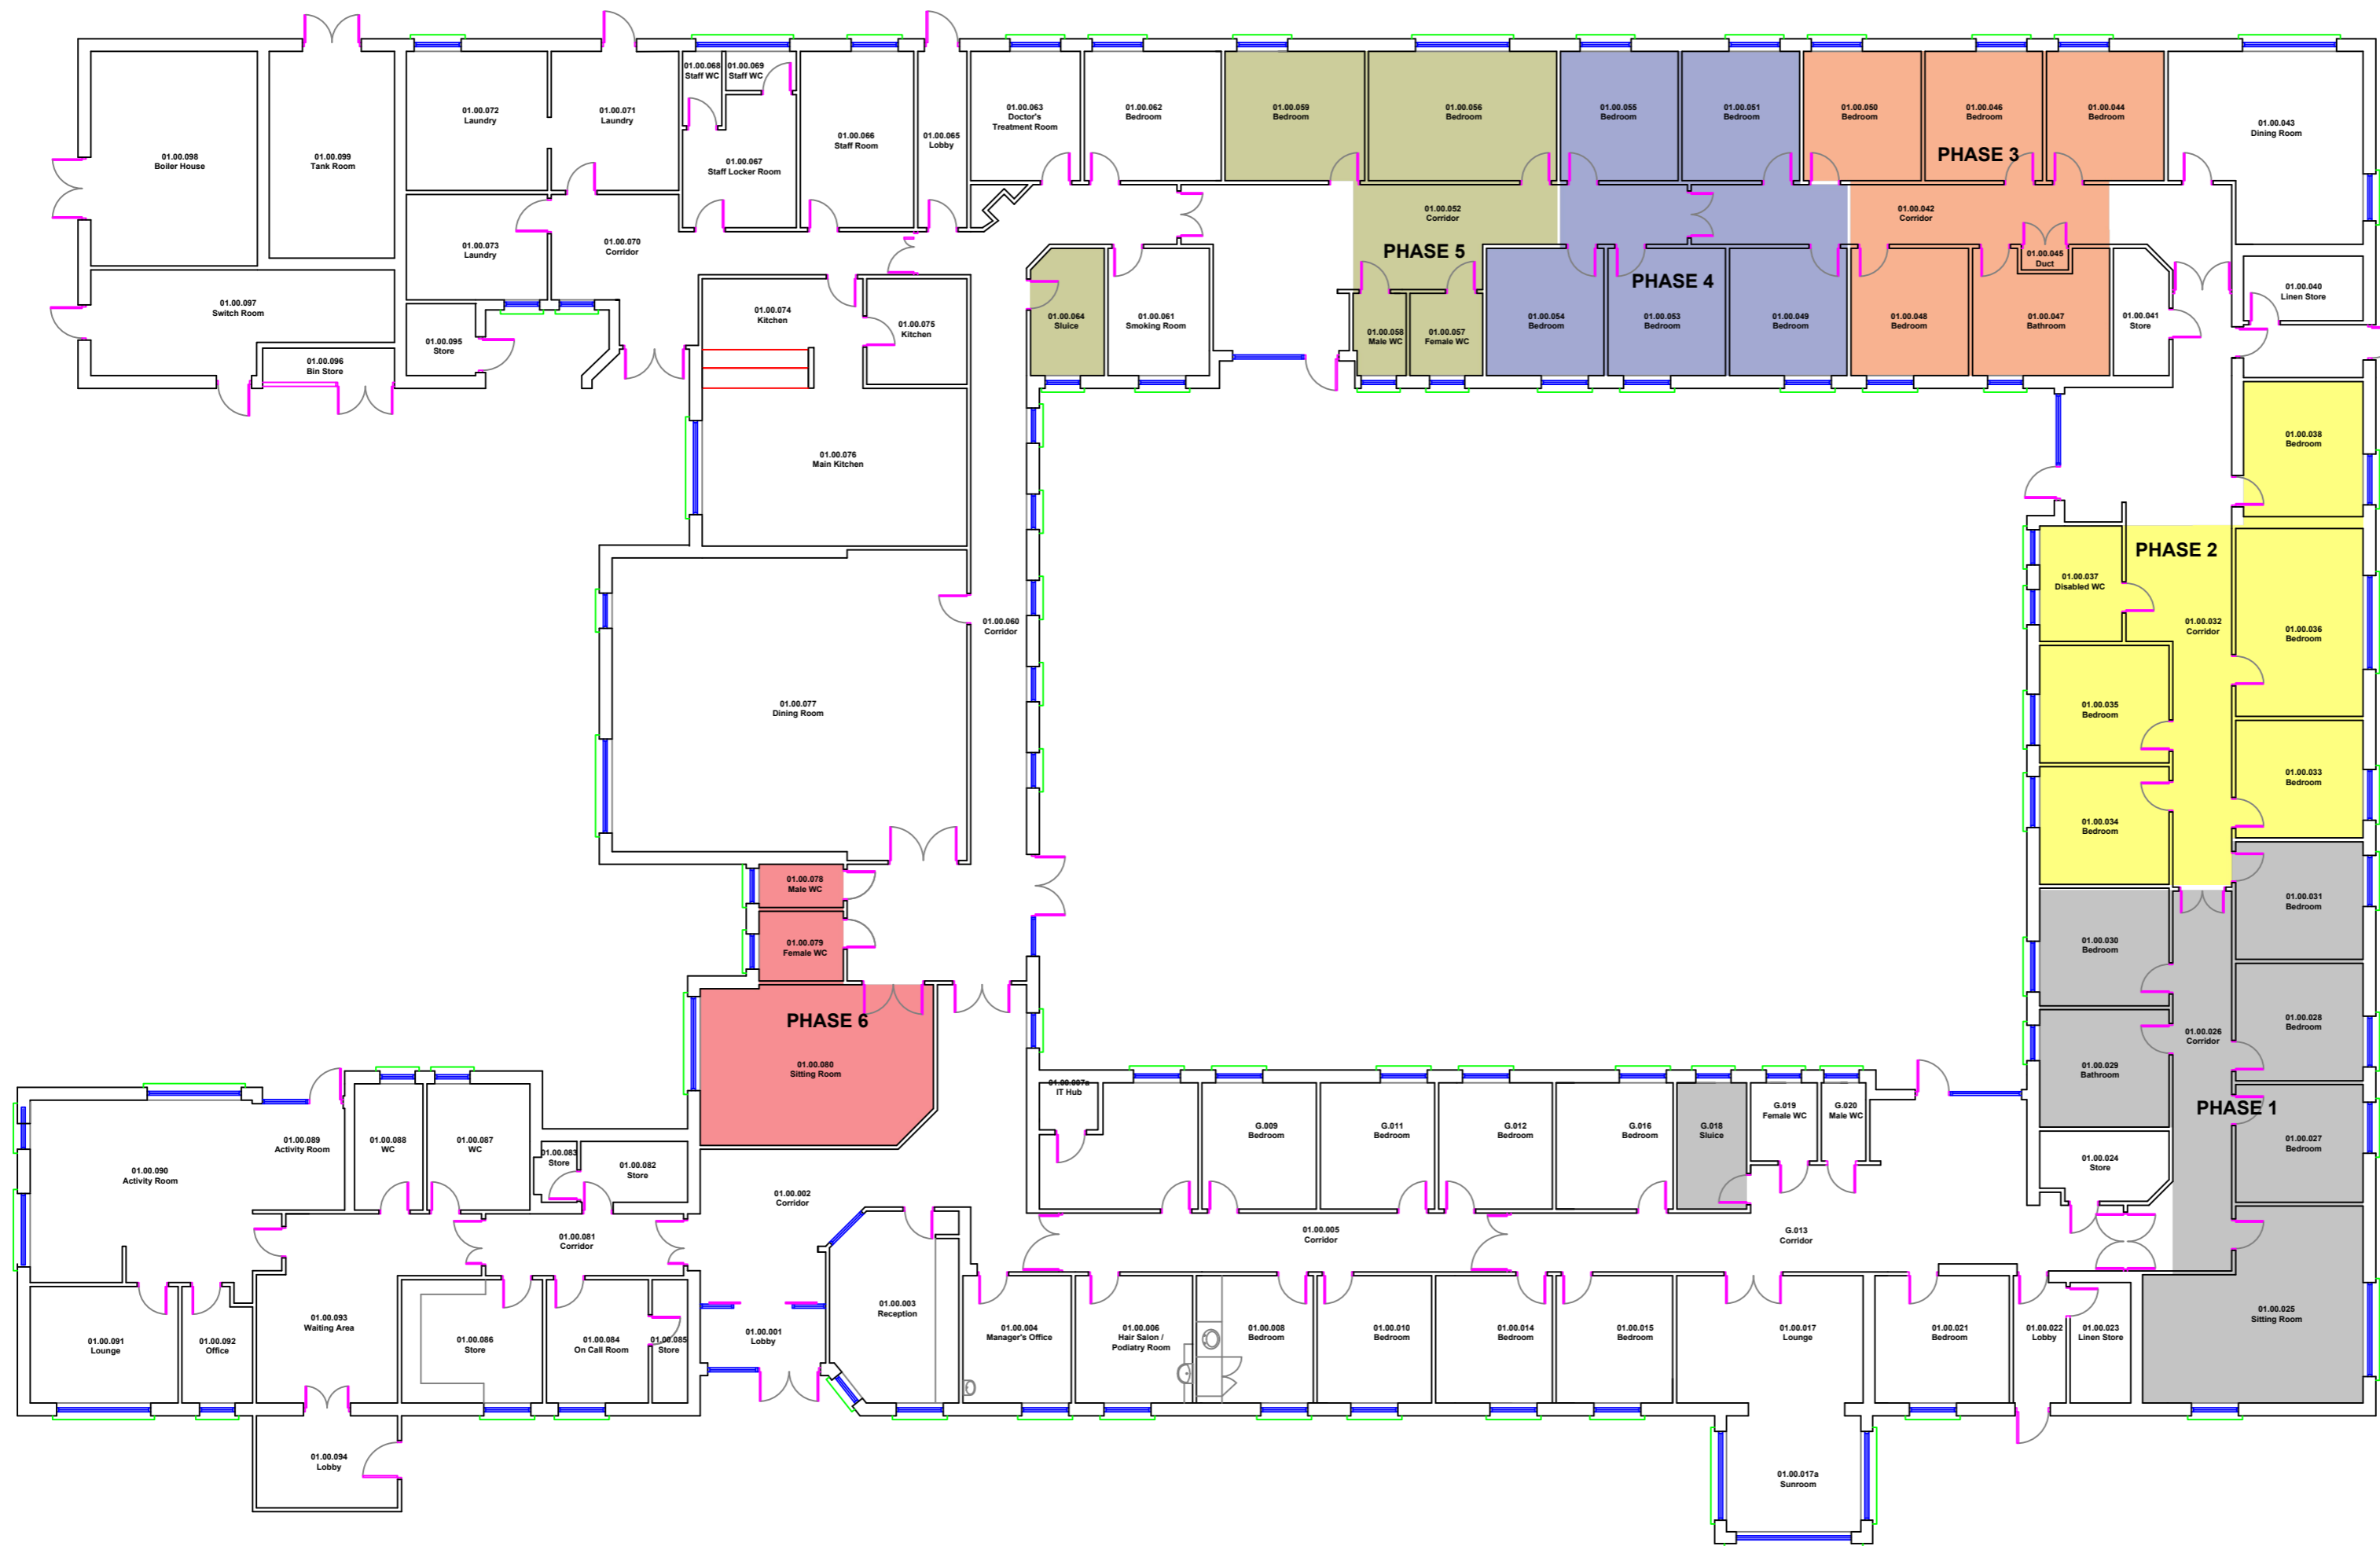 01.00.068
Staff WC
01.00.069
Staff WC
01.00.072
Laundry
01.00.071
Laundry
01.00.063
Doctor's
Treatment Room
01.00.062
Bedroom
01.00.059
Bedroom
01.00.056
Bedroom
01.00.055
Bedroom
01.00.051
Bedroom
01.00.050
Bedroom
01.00.046
Bedroom
01.00.044
Bedroom
01.00.043
Dining Room
01.00.098
Boiler House
01.00.099
Tank Room
01.00.067
Staff Locker Room
01.00.066
Staff Room
01.00.065
Lobby
PHASE 3
01.00.052
Corridor
01.00.042
Corridor
01.00.073
Laundry
01.00.070
Corridor
PHASE 5
01.00.045
Duct
PHASE 4
01.00.040
Linen Store
01.00.097
Switch Room
01.00.074
Kitchen
01.00.075
Kitchen
01.00.064
Sluice
01.00.061
Smoking Room
01.00.058
Male WC
01.00.057
Female WC
01.00.054
Bedroom
01.00.053
Bedroom
01.00.049
Bedroom
01.00.048
Bedroom
01.00.047
Bathroom
01.00.041
Store
01.00.095
Store
01.00.096
Bin Store
01.00.076
Main Kitchen
01.00.038
Bedroom
PHASE 2
01.00.037
Disabled WC
01.00.032
Corridor
01.00.036
Bedroom
01.00.060
Corridor
01.00.077
Dining Room
01.00.035
Bedroom
01.00.033
Bedroom
01.00.034
Bedroom
01.00.078
Male WC
01.00.079
Female WC
01.00.031
Bedroom
01.00.030
Bedroom
PHASE 6
01.00.080
Sitting Room
01.00.028
Bedroom
01.00.026
Corridor
01.00.029
Bathroom
PHASE 1
01.00.027
Bedroom
01.00.007a
IT Hub
G.009
Bedroom
G.011
Bedroom
G.012
Bedroom
G.016
Bedroom
G.018
Sluice
G.019
Female WC
G.020
Male WC
01.00.089
Activity Room
01.00.088
WC
01.00.087
WC
01.00.083
Store
01.00.082
Store
01.00.090
Activity Room
01.00.024
Store
01.00.002
Corridor
01.00.081
Corridor
01.00.005
Corridor
G.013
Corridor
01.00.093
Waiting Area
01.00.091
Lounge
01.00.092
Office
01.00.086
Store
01.00.084
On Call Room
01.00.085
Store
01.00.001
Lobby
01.00.003
Reception
01.00.004
Manager's Office
01.00.006
Hair Salon /
Podiatry Room
01.00.008
Bedroom
01.00.010
Bedroom
01.00.014
Bedroom
01.00.015
Bedroom
01.00.017
Lounge
01.00.021
Bedroom
01.00.022
Lobby
01.00.023
Linen Store
01.00.025
Sitting Room
01.00.094
Lobby
01.00.017a
Sunroom